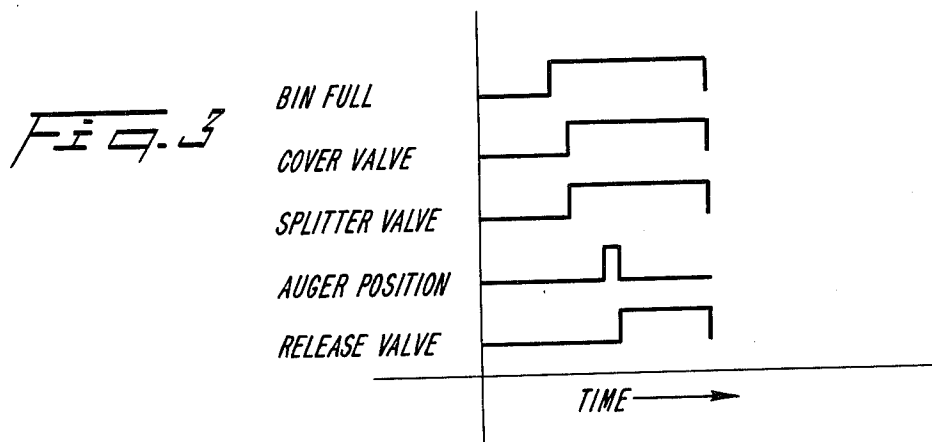 Fig. 3
BIN FULL
COVER VALVE
SPLITTER VALVE
AUGER POSITION
RELEASE VALVE
TIME